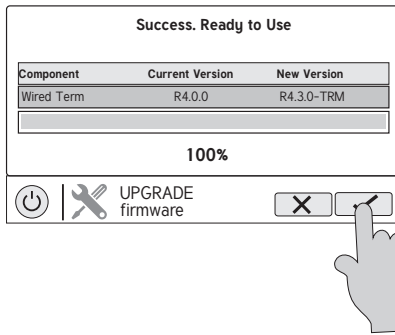 Success. Ready to Use
Component Current Version New Version
Wired Term R4.0.0 R4.3.0-TRM
100%
UPGRADE
firmware